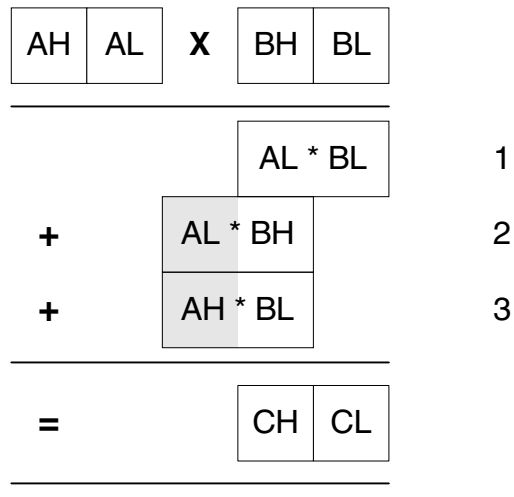 AH AL X BH BL
AL * BL 1
+ AL * BH 2
+ AH * BL 3
= CH CL